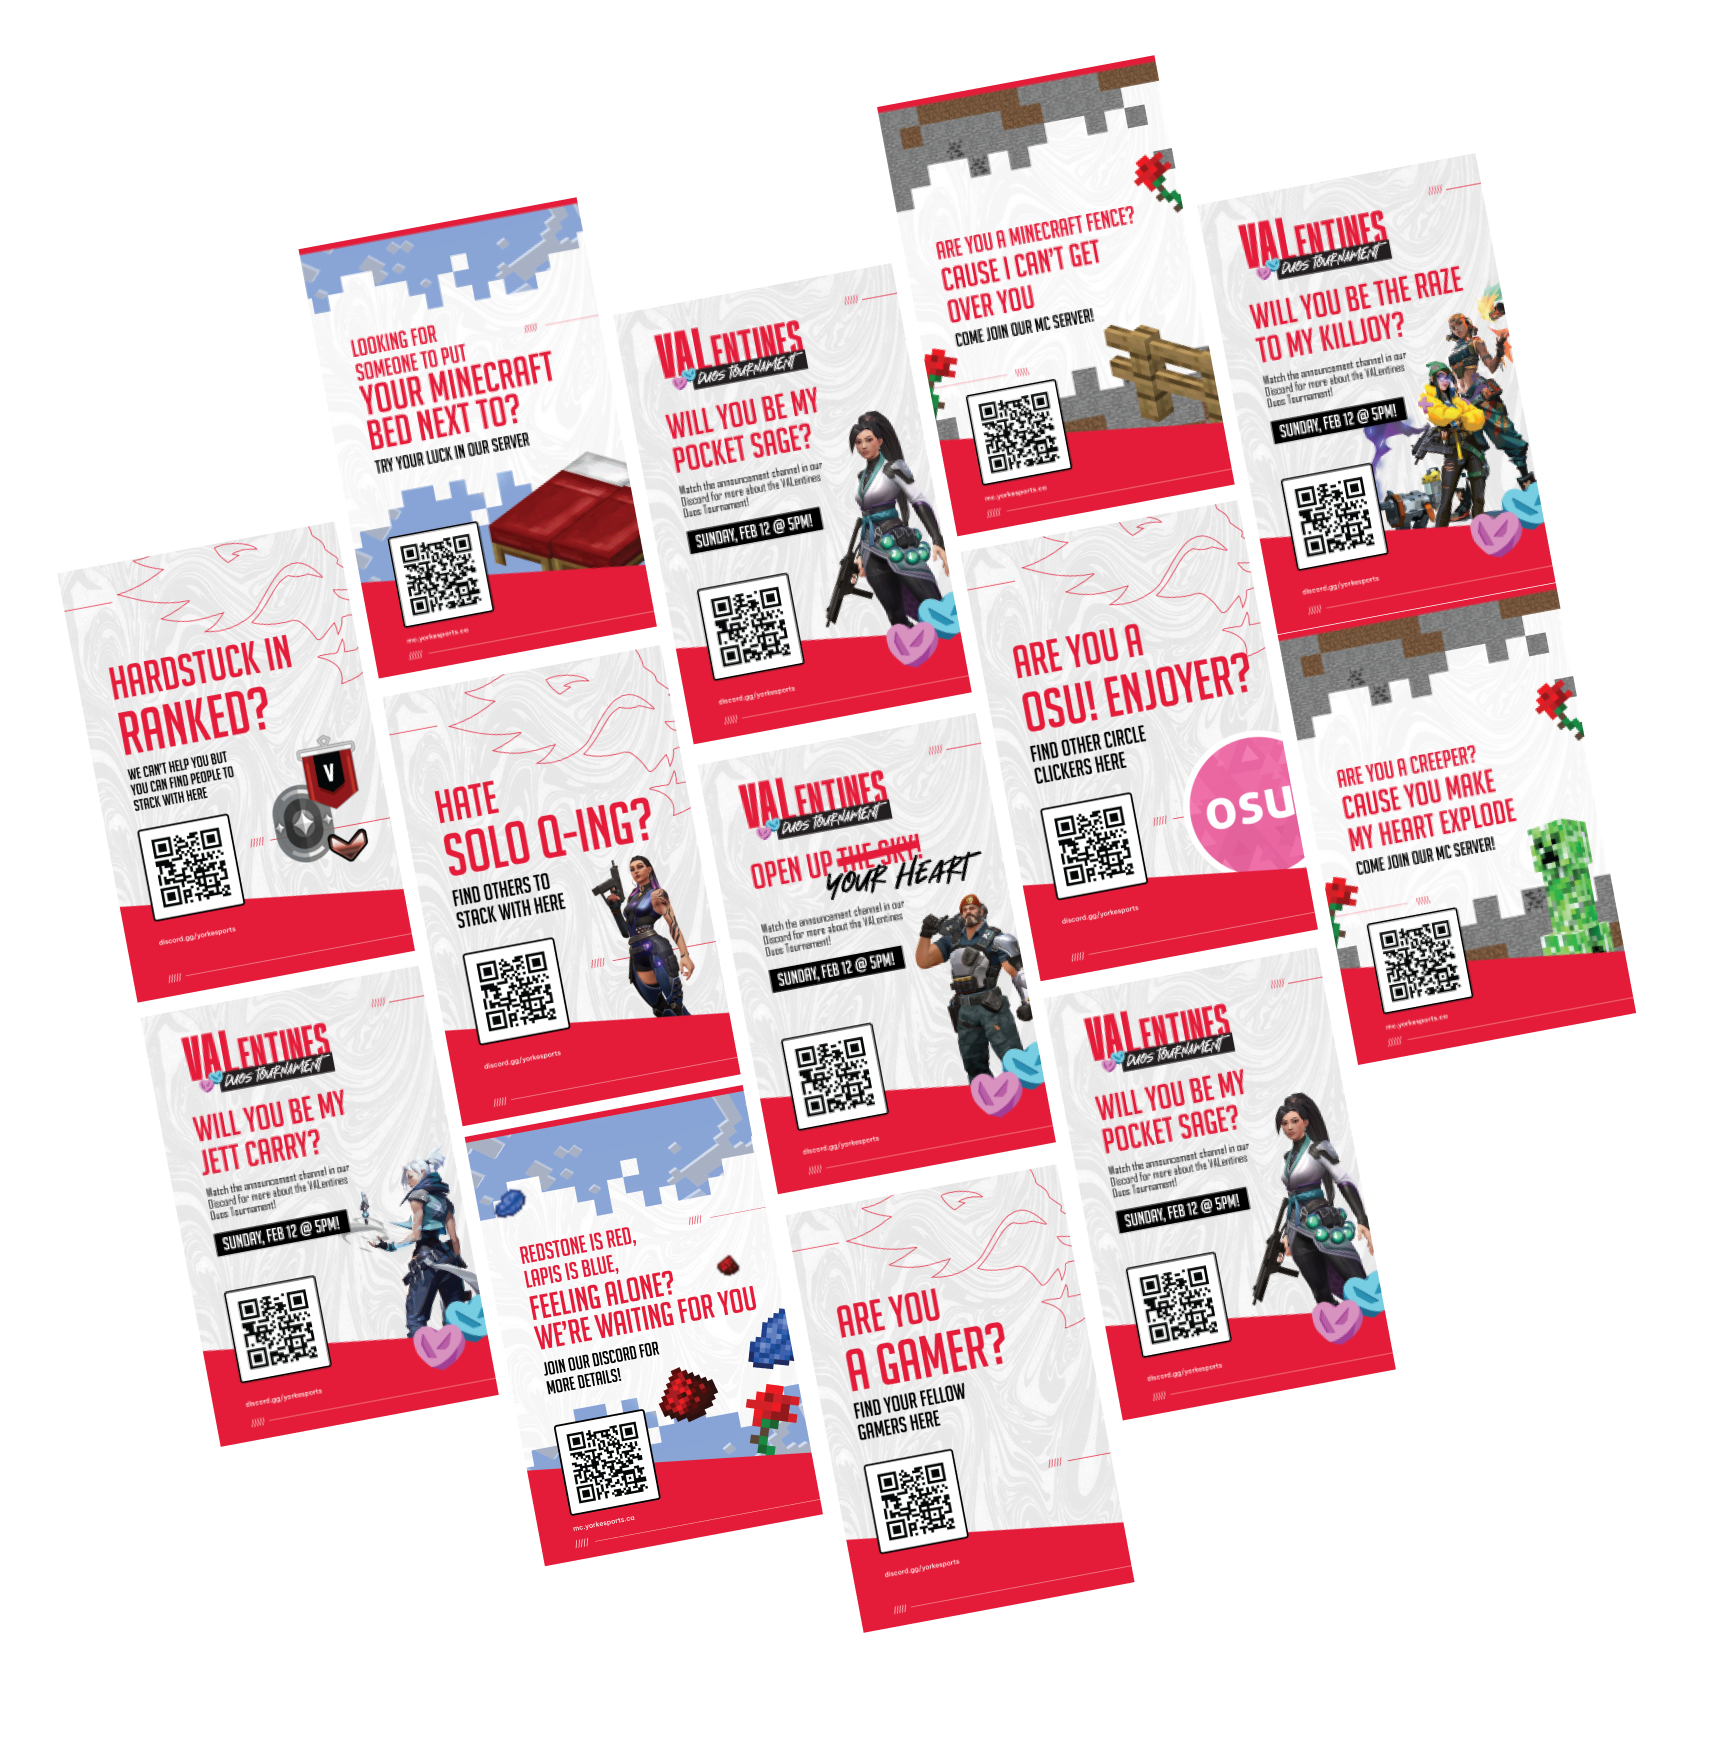 LOOKING FOR
SOMEONE TO PUT
YOUR MINECRAFT
BED NEXT TO?
TRY YOUR LUCK IN OUR SERVER
mc.yorkesports.ca
VALENTINES
DUOS TOURNAMENT
WILL YOU BE MY
POCKET SAGE?
Watch the announcement channel in our
Discord for more about the VALentines
Duos Tournament!
SUNDAY, FEB 12 @ 5PM!
discord.gg/yorkesports
ARE YOU A MINECRAFT FENCE?
CAUSE I CAN'T GET
OVER YOU
COME JOIN OUR MC SERVER!
mc.yorkesports.ca
VALENTINES
DUOS TOURNAMENT
WILL YOU BE THE RAZE
TO MY KILLJOY?
Watch the announcement channel in our
Discord for more about the VALentines
Duos Tournament!
SUNDAY, FEB 12 @ 5PM!
discord.gg/yorkesports
HARDSTUCK IN
RANKED?
WE CAN'T HELP YOU BUT
YOU CAN FIND PEOPLE TO
STACK WITH HERE
V
discord.gg/yorkesports
HATE
SOLO Q-ING?
FIND OTHERS TO
STACK WITH HERE
discord.gg/yorkesports
VALENTINES
DUOS TOURNAMENT
OPEN UP THE SKY!
YOUR HEART
Watch the announcement channel in our
Discord for more about the VALentines
Duos Tournament!
SUNDAY, FEB 12 @ 5PM!
discord.gg/yorkesports
ARE YOU A
OSU! ENJOYER?
FIND OTHER CIRCLE
CLICKERS HERE
osu
discord.gg/yorkesports
ARE YOU A CREEPER?
CAUSE YOU MAKE
MY HEART EXPLODE
COME JOIN OUR MC SERVER!
mc.yorkesports.ca
VALENTINES
DUOS TOURNAMENT
WILL YOU BE MY
JETT CARRY?
Watch the announcement channel in our
Discord for more about the VALentines
Duos Tournament!
SUNDAY, FEB 12 @ 5PM!
discord.gg/yorkesports
REDSTONE IS RED,
LAPIS IS BLUE,
FEELING ALONE?
WE'RE WAITING FOR YOU
JOIN OUR DISCORD FOR
MORE DETAILS!
mc.yorkesports.ca
ARE YOU
A GAMER?
FIND YOUR FELLOW
GAMERS HERE
discord.gg/yorkesports
VALENTINES
DUOS TOURNAMENT
WILL YOU BE MY
POCKET SAGE?
Watch the announcement channel in our
Discord for more about the VALentines
Duos Tournament!
SUNDAY, FEB 12 @ 5PM!
discord.gg/yorkesports